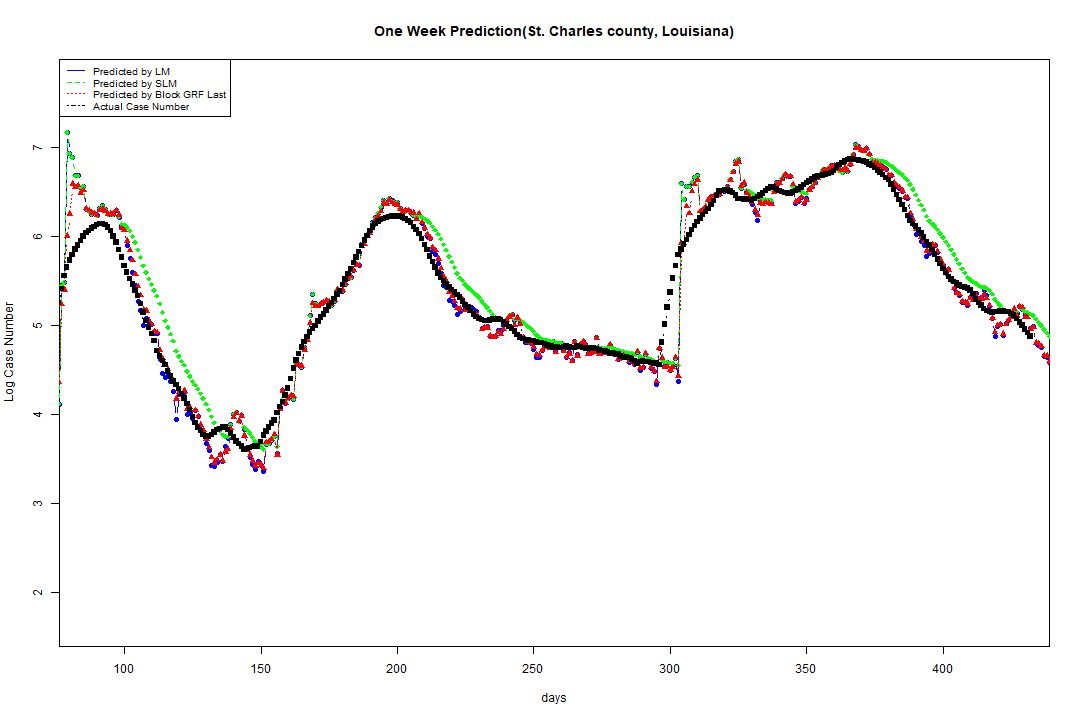 One Week Prediction(St. Charles county, Louisiana)
Predicted by LM
Predicted by SLM
Predicted by Block GRF Last
Actual Case Number
7
6
5
4
3
2
Log Case Number
100 150 200 250 300 350 400
days